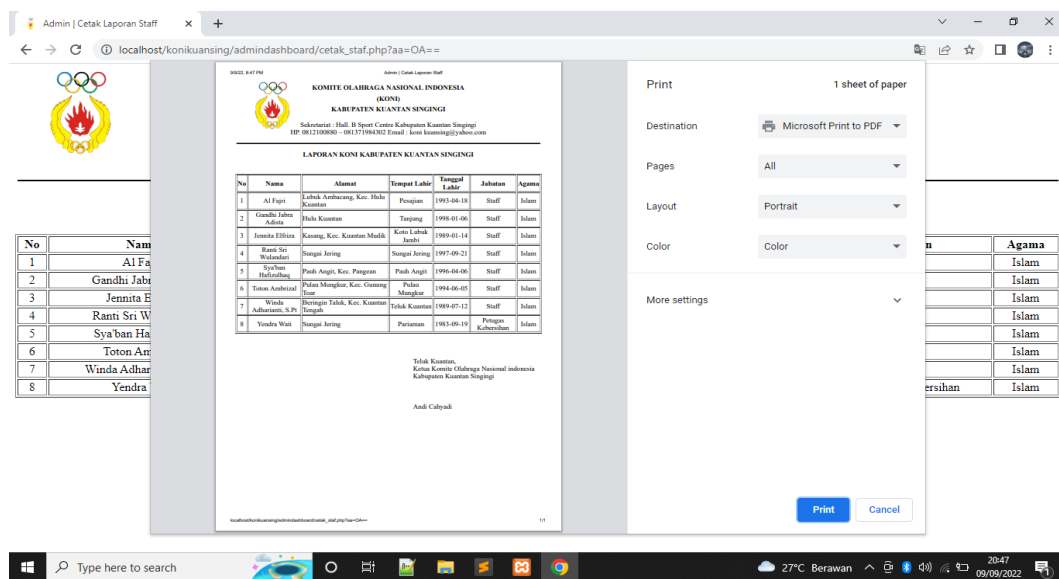 Admin | Cetak Laporan Staff
localhost/konikuansing/admindashboard/cetak_staf.php?aa=OA==
9/9/22, 8:47 PM Admin | Cetak Laporan Staff
KOMITE OLAHRAGA NASIONAL INDONESIA
(KONI)
KABUPATEN KUANTAN SINGINGI
Sekretariat : Hall. B Sport Centre Kabupaten Kuantan Singingi
HP. 0812100880 – 081371984302 Email : koni kuansing@yahoo.com
LAPORAN KONI KABUPATEN KUANTAN SINGINGI
No Nama Alamat Tempat Lahir Tanggal Lahir Jabatan Agama
1 Al Fajri Lubuk Ambacang, Kec. Hulu Kuantan Pesajian 1993-04-18 Staff Islam
2 Gandhi Jabra Adista Hulu Kuantan Tanjung 1998-01-06 Staff Islam
3 Jennita Elfriza Kasang, Kec. Kuantan Mudik Koto Lubuk Jambi 1989-01-14 Staff Islam
4 Ranti Sri Wulandari Sungai Jering Sungai Jering 1997-09-21 Staff Islam
5 Sya'ban Hafizulhaq Pauh Angit, Kec. Pangean Pauh Angit 1996-04-06 Staff Islam
6 Toton Ambrizal Pulau Mungkur, Kec. Gunung Toar Pulau Mungkur 1994-06-05 Staff Islam
7 Winda Adharianti, S.Pt Beringin Taluk, Kec. Kuantan Tengah Teluk Kuantan 1989-07-12 Staff Islam
8 Yendra Wati Sungai Jering Pariaman 1983-09-19 Petugas Kebersihan Islam
Teluk Kuantan,
Ketua Komite Olahraga Nasional indonesia
Kabupaten Kuantan Singingi
Andi Cahyadi
localhost/konikuansing/admindashboard/cetak_staf.php?aa=OA== 1/1
Print 1 sheet of paper
Destination Microsoft Print to PDF
Pages All
Layout Portrait
Color Color
More settings
Print Cancel
No Nam n Agama
1 Al Fa Islam
2 Gandhi Jabr Islam
3 Jennita E Islam
4 Ranti Sri W Islam
5 Sya'ban Ha Islam
6 Toton Am Islam
7 Winda Adhar Islam
8 Yendra ersihan Islam
Type here to search
27°C Berawan
20:47
09/09/2022